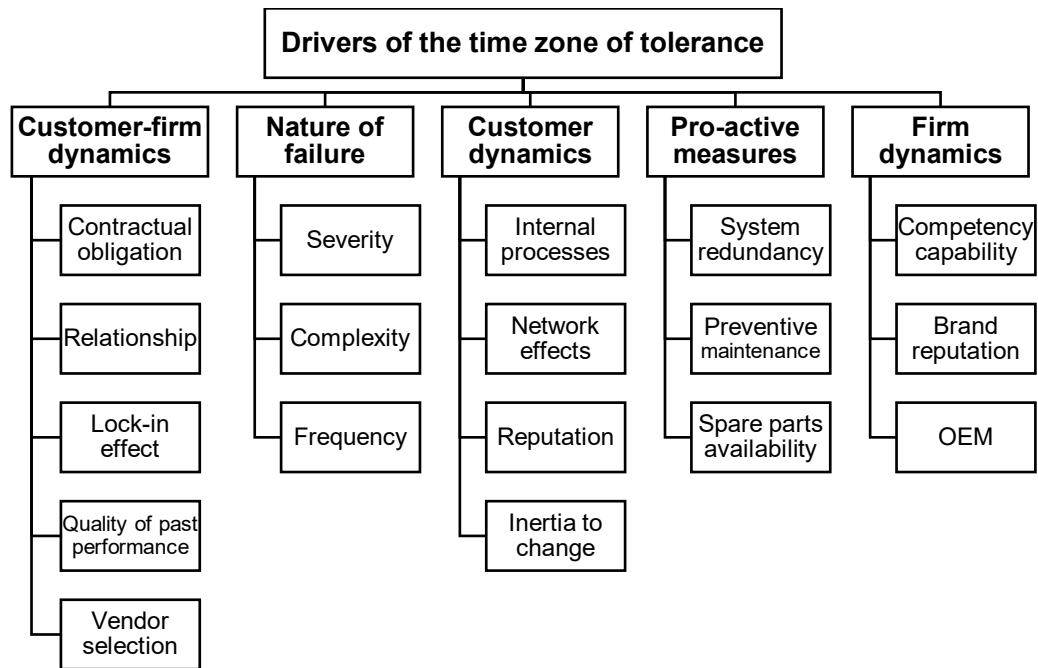 Drivers of the time zone of tolerance
Customer-firm
dynamics
Contractual
obligation
Relationship
Lock-in
effect
Quality of past
performance
Vendor
selection
Nature of
failure
Severity
Complexity
Frequency
Customer
dynamics
Internal
processes
Network
effects
Reputation
Inertia to
change
Pro-active
measures
System
redundancy
Preventive
maintenance
Spare parts
availability
Firm
dynamics
Competency
capability
Brand
reputation
OEM